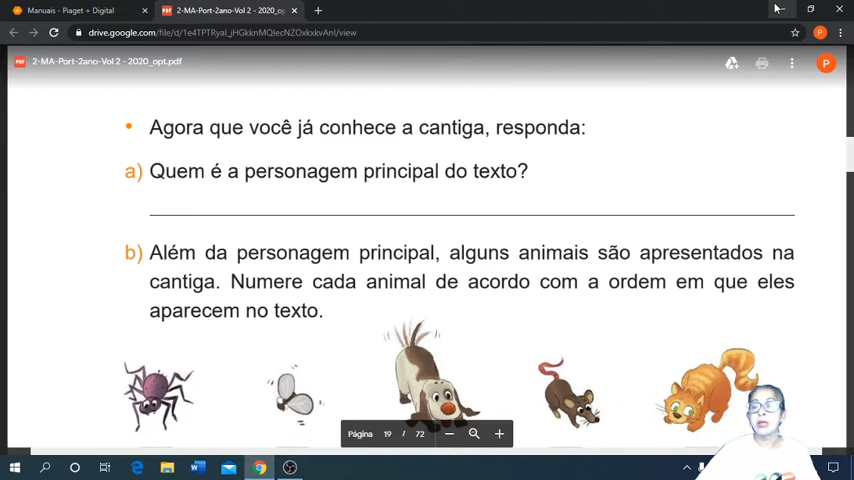 Manuais - Piaget + Digital
2-MA-Port-2ano-Vol 2 - 2020_op
drive.google.com/file/d/1e4TPTRyal_jHGkknMQlecNZOxkxkvAnI/view
P
2-MA-Port-2ano-Vol 2 - 2020_opt.pdf
P
• Agora que você já conhece a cantiga, responda:
a) Quem é a personagem principal do texto?
b) Além da personagem principal, alguns animais são apresentados na
cantiga. Numere cada animal de acordo com a ordem em que eles
aparecem no texto.
Página 19 / 72